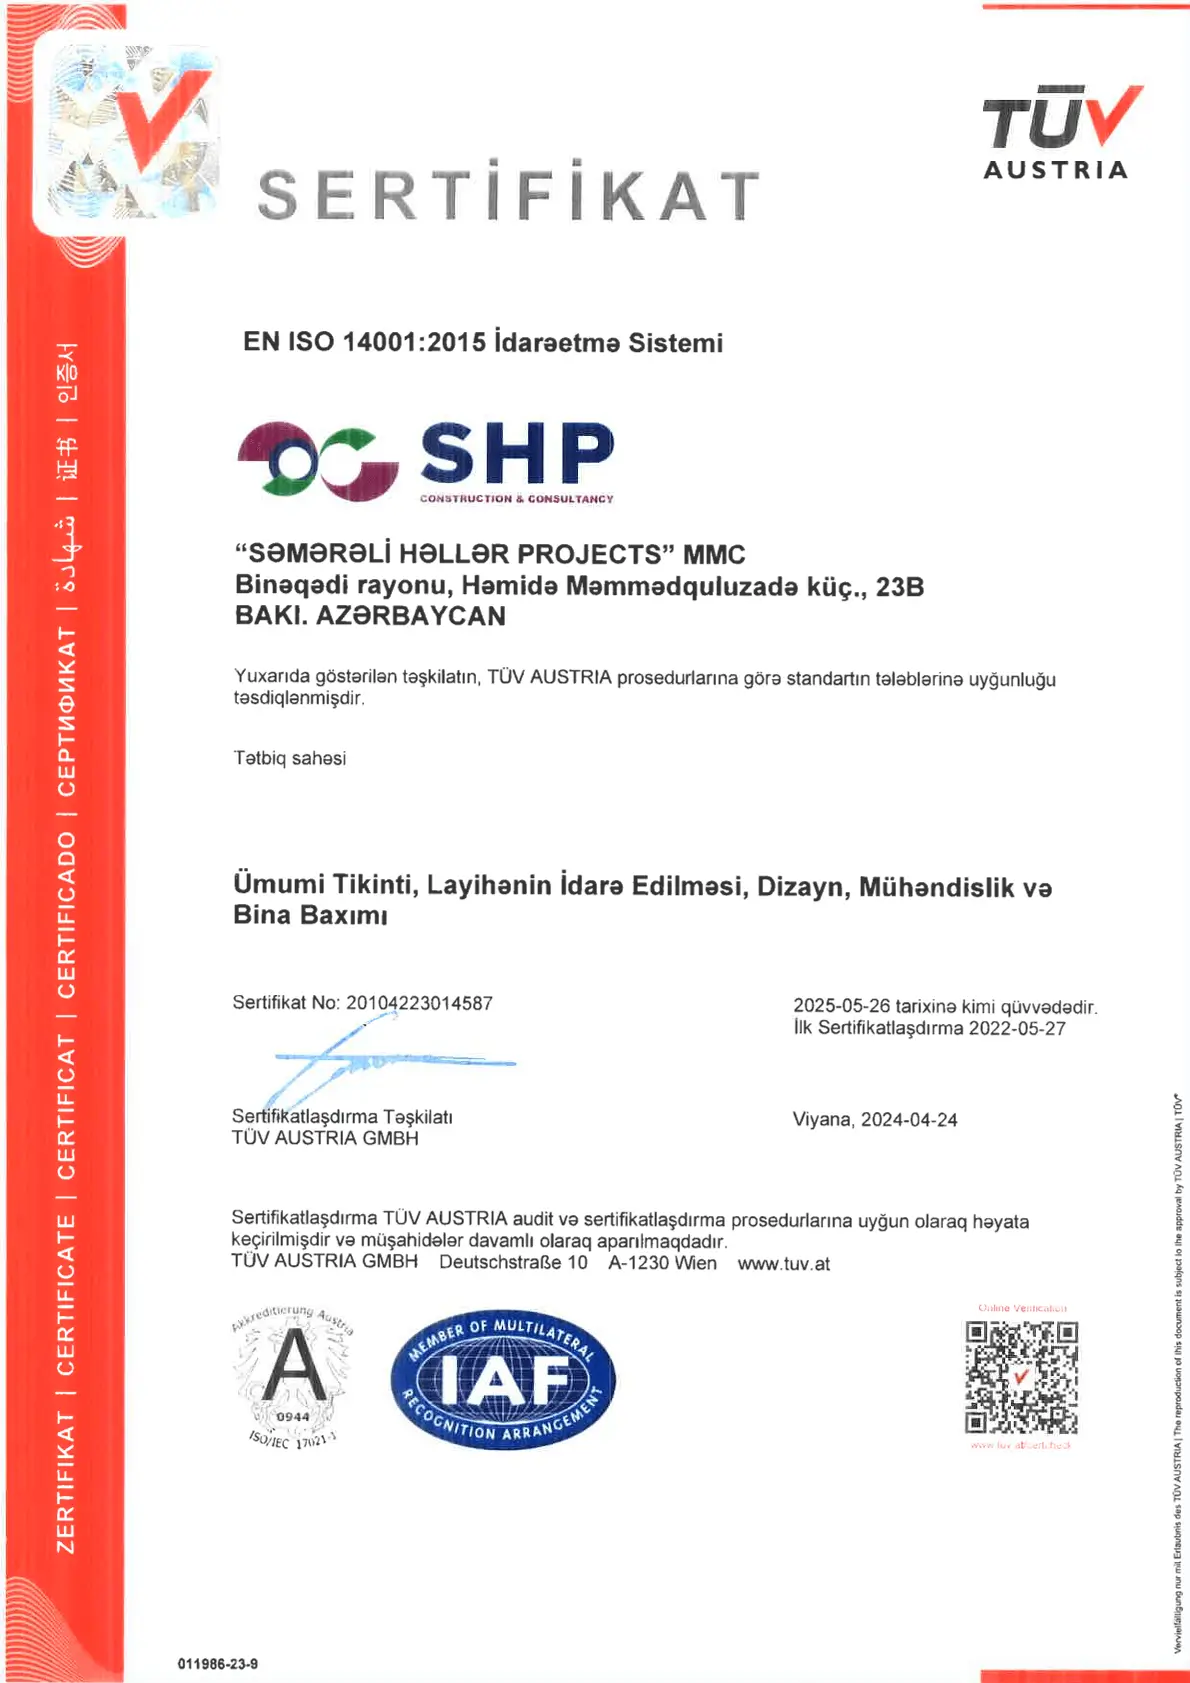 TÜV
AUSTRIA
SERTİFİKAT
EN ISO 14001:2015 İdarəetmə Sistemi
SHP
CONSTRUCTION & CONSULTANCY
“SƏMƏRƏLİ HƏLLƏR PROJECTS” MMC
Binəqədi rayonu, Həmidə Məmmədquluzadə küç., 23B
BAKI. AZƏRBAYCAN
Yuxarıda göstərilən təşkilatın, TÜV AUSTRIA prosedurlarına görə standartın tələblərinə uyğunluğu
təsdiqlənmişdir.
Tətbiq sahəsi
Ümumi Tikinti, Layihənin İdarə Edilməsi, Dizayn, Mühəndislik və
Bina Baxımı
Sertifikat No: 20104223014587
2025-05-26 tarixinə kimi qüvvədədir.
İlk Sertifikatlaşdırma 2022-05-27
Sertifikatlaşdırma Təşkilatı
TÜV AUSTRIA GMBH
Viyana, 2024-04-24
Sertifikatlaşdırma TÜV AUSTRIA audit və sertifikatlaşdırma prosedurlarına uyğun olaraq həyata
keçirilmişdir və müşahidələr davamlı olaraq aparılmaqdadır.
TÜV AUSTRIA GMBH Deutschstraße 10 A-1230 Wien www.tuv.at
Akkreditierung Austria
A
0944
ISO/IEC 17021-1
MEMBER OF MULTILATERAL
IAF
RECOGNITION ARRANGEMENT
Online Verification
www.tuv.at/certcheck
011986-23-9
ZERTIFIKAT | CERTIFICATE | CERTIFICAT | CERTIFICADO | СЕРТИФИКАТ | شهادة | 证书 | 인증서
Vervielfältigung nur mit Erlaubnis des TÜV AUSTRIA | The reproduction of this document is subject to the approval by TÜV AUSTRIA | TÜV®